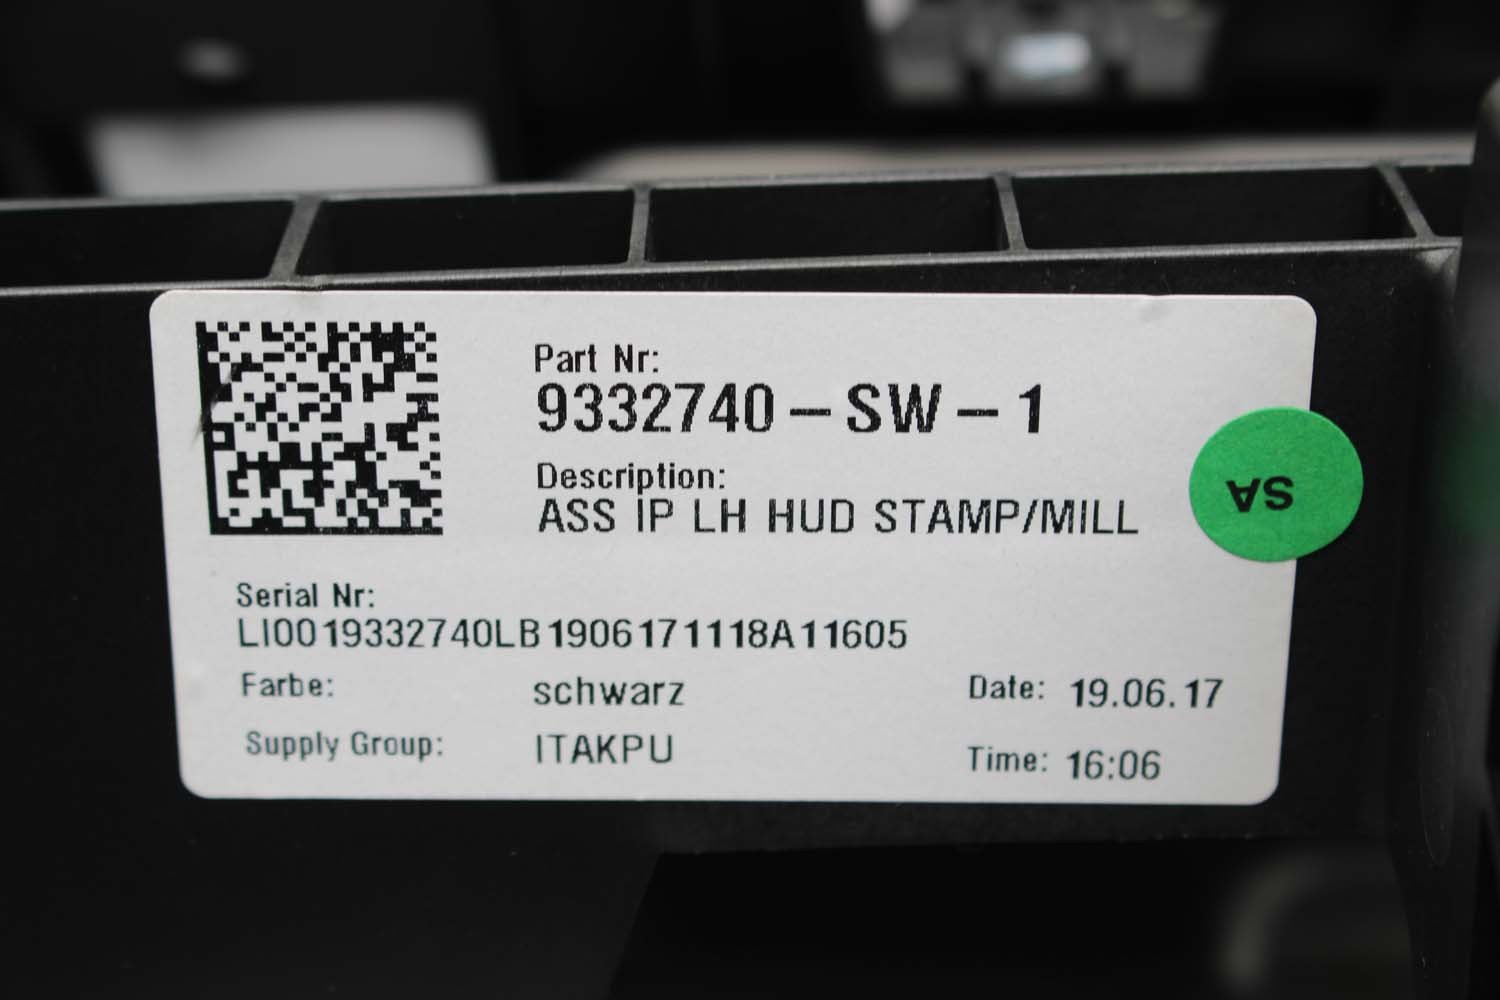 Part Nr:
9332740-SW-1
Description:
ASS IP LH HUD STAMP/MILL
SA
Serial Nr:
LI0019332740LB1906171118A11605
Farbe: schwarz Date: 19.06.17
Supply Group: ITAKPU Time: 16:06